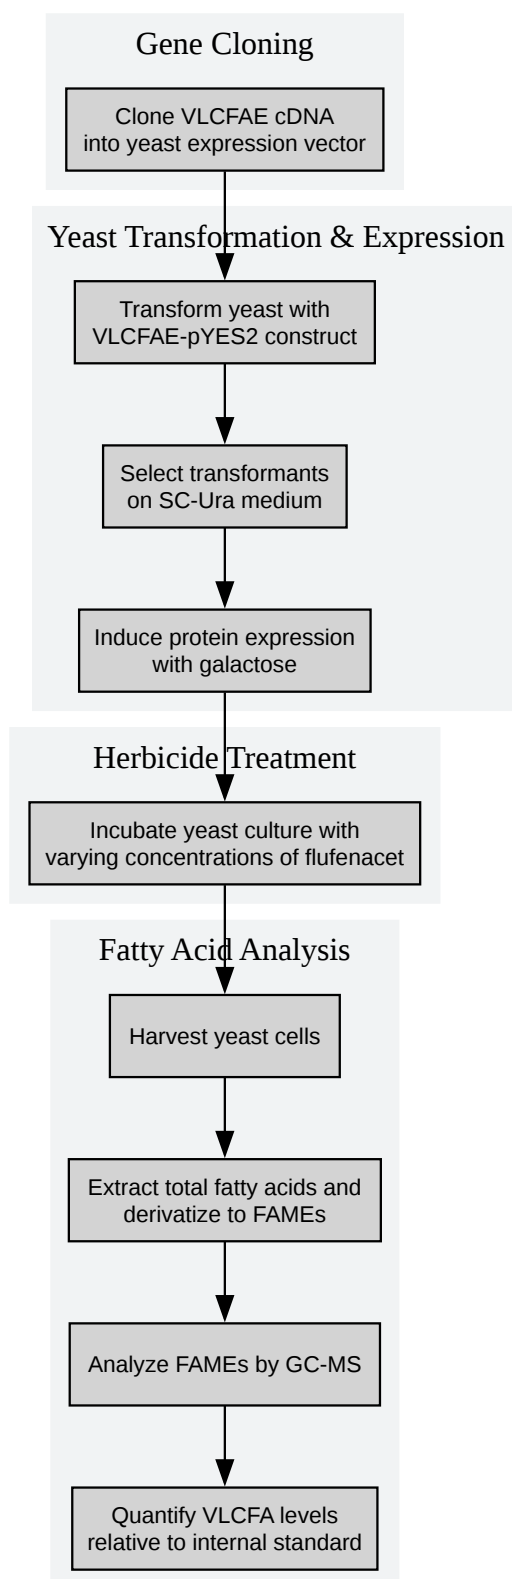 Gene Cloning
Clone VLCFAE cDNA
into yeast expression vector
Yeast Transformation & Expression
Transform yeast with
VLCFAE-pYES2 construct
Select transformants
on SC-Ura medium
Induce protein expression
with galactose
Herbicide Treatment
Incubate yeast culture with
varying concentrations of flufenacet
Fatty Acid Analysis
Harvest yeast cells
Extract total fatty acids and
derivatize to FAMEs
Analyze FAMEs by GC-MS
Quantify VLCFA levels
relative to internal standard